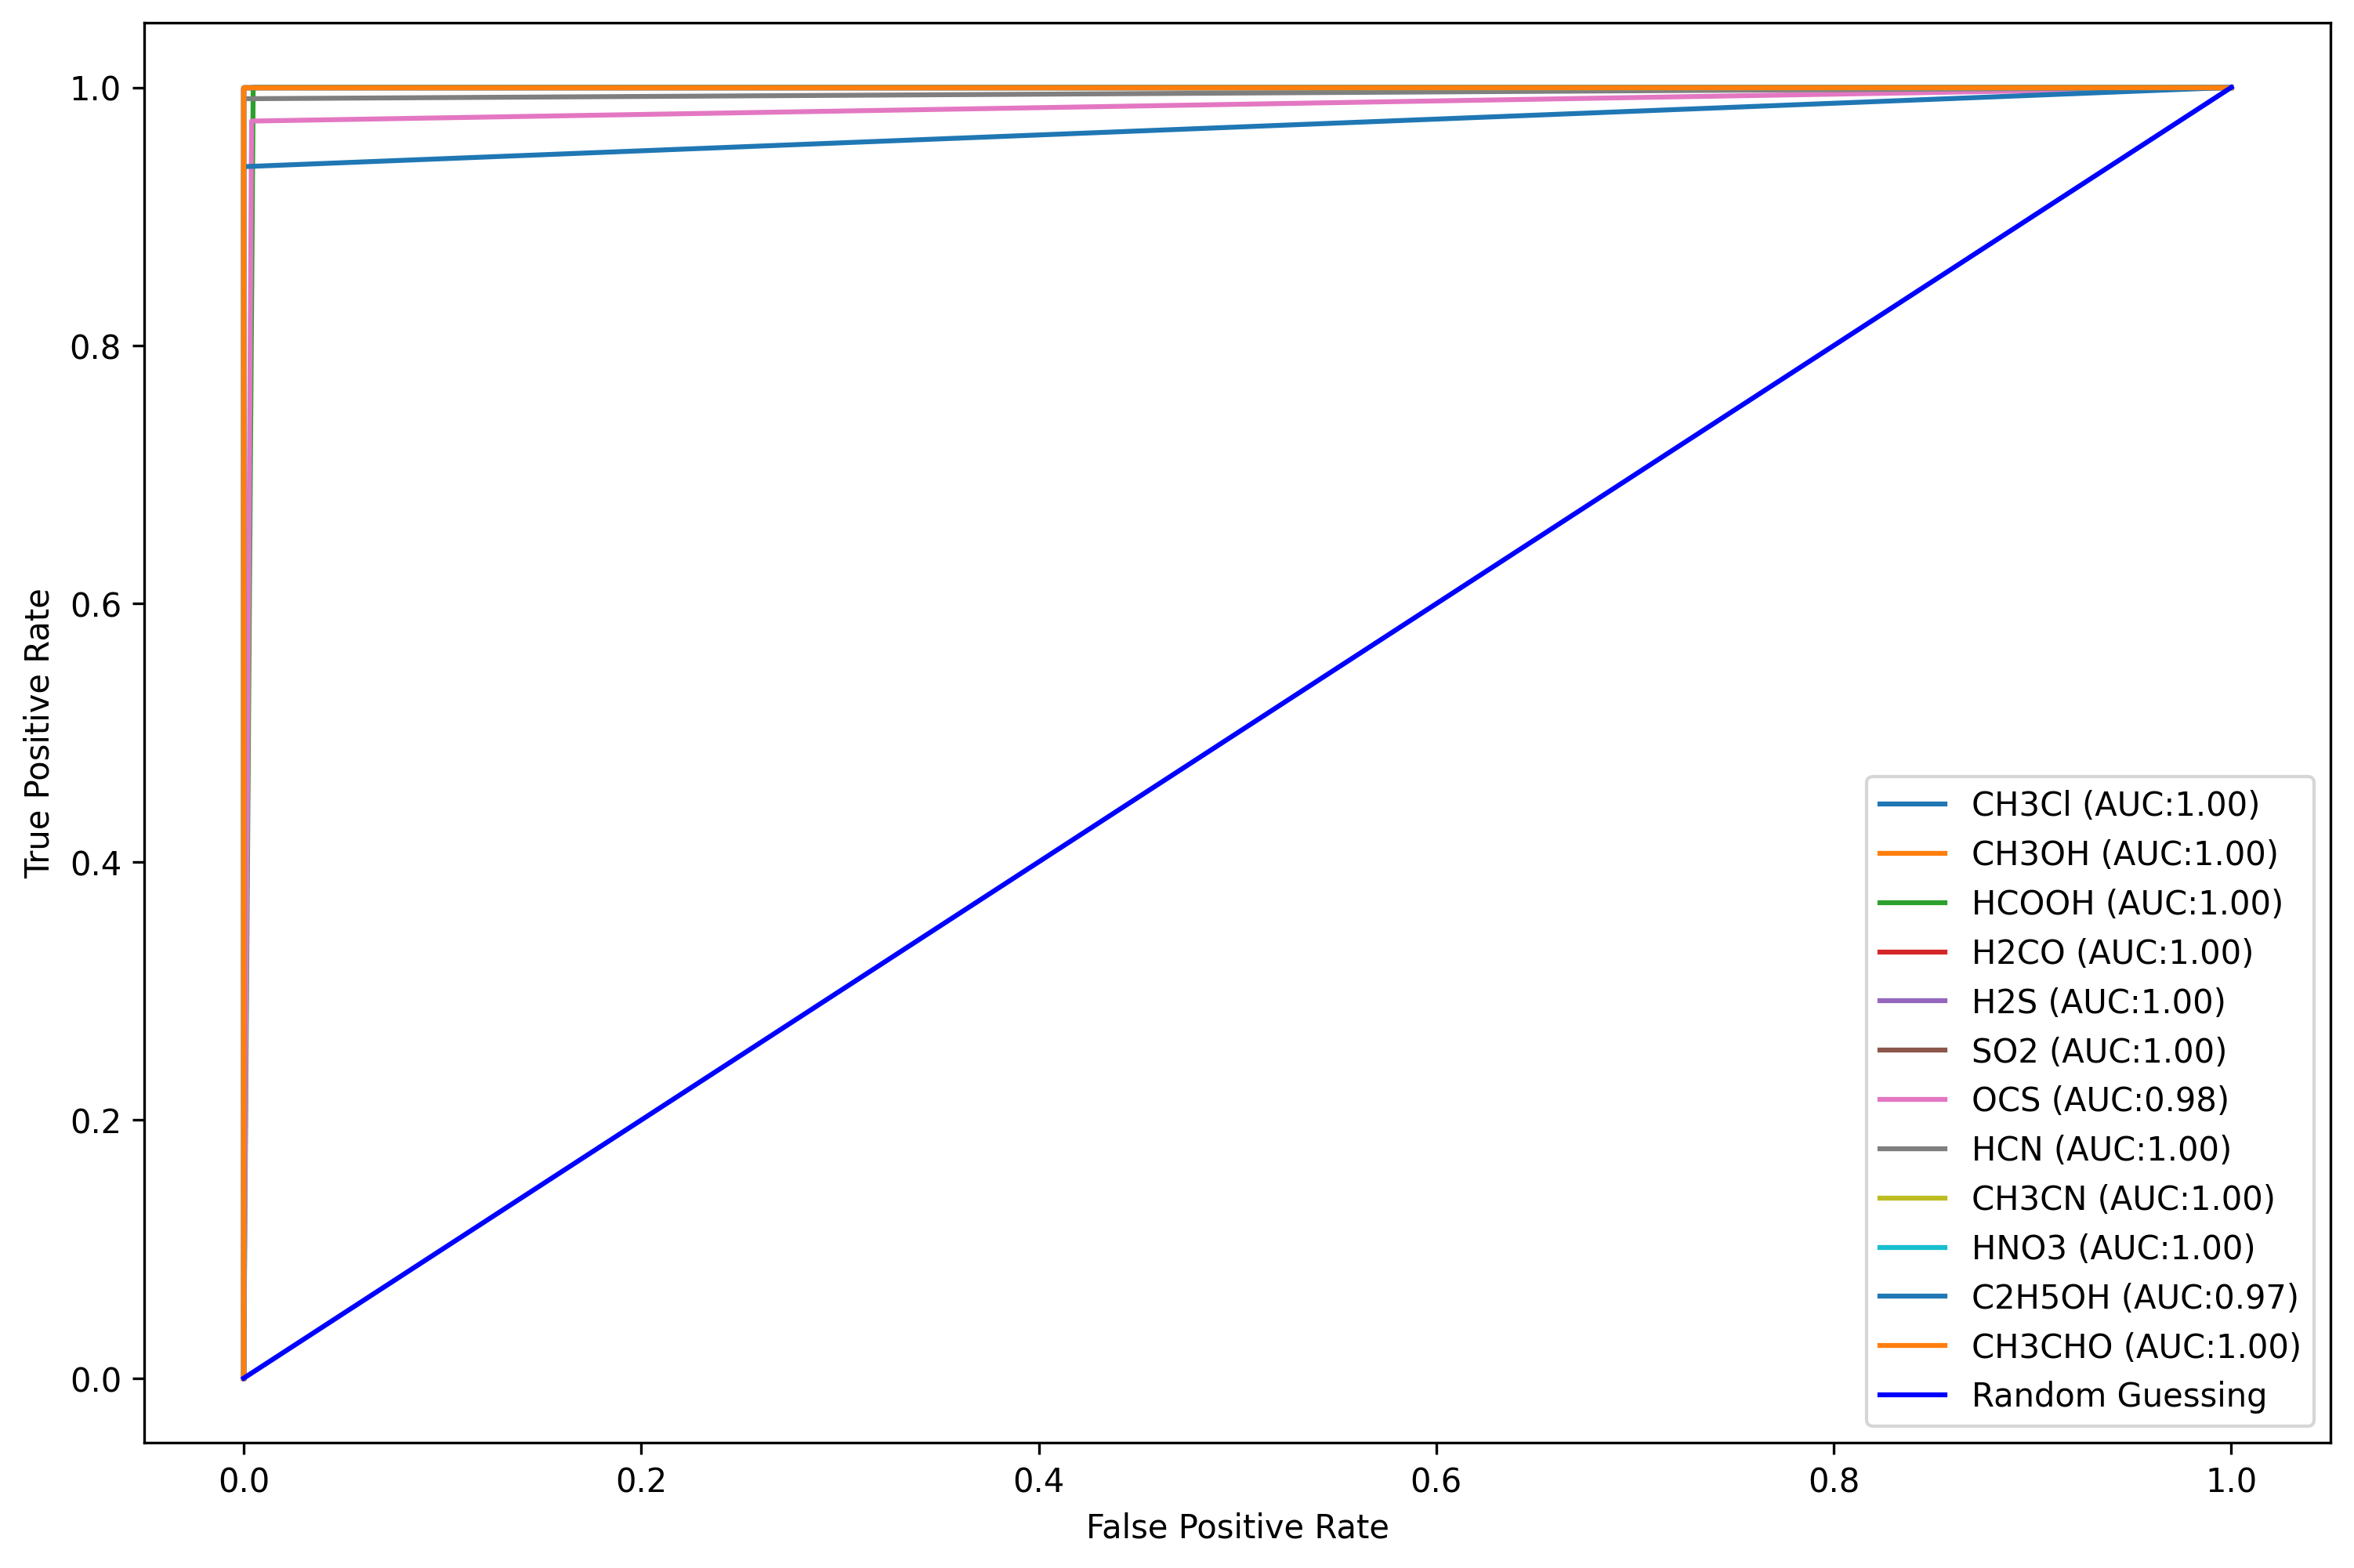 1.0
0.8
0.6
0.4
0.2
0.0
True Positive Rate
0.0 0.2 0.4 0.6 0.8 1.0
False Positive Rate
CH3Cl (AUC:1.00)
CH3OH (AUC:1.00)
HCOOH (AUC:1.00)
H2CO (AUC:1.00)
H2S (AUC:1.00)
SO2 (AUC:1.00)
OCS (AUC:0.98)
HCN (AUC:1.00)
CH3CN (AUC:1.00)
HNO3 (AUC:1.00)
C2H5OH (AUC:0.97)
CH3CHO (AUC:1.00)
Random Guessing